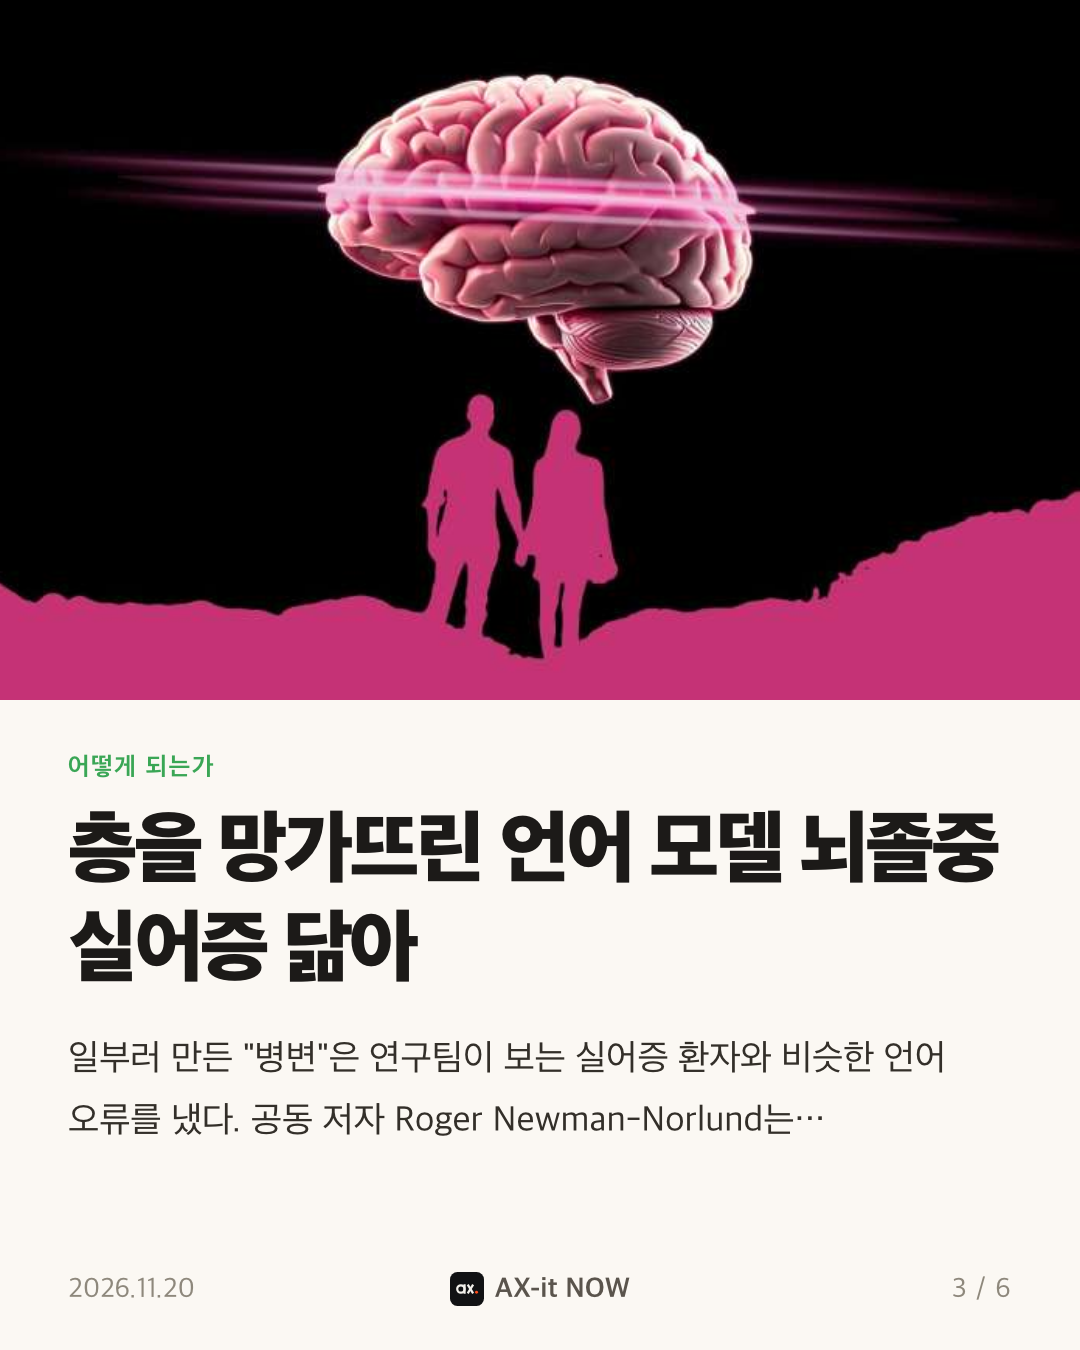 어떻게 되는가
층을 망가뜨린 언어 모델 뇌졸중
실어증 닮아
일부러 만든 "병변"은 연구팀이 보는 실어증 환자와 비슷한 언어
오류를 냈다. 공동 저자 Roger Newman-Norlund는…
2026.11.20
ax. AX-it NOW
3 / 6